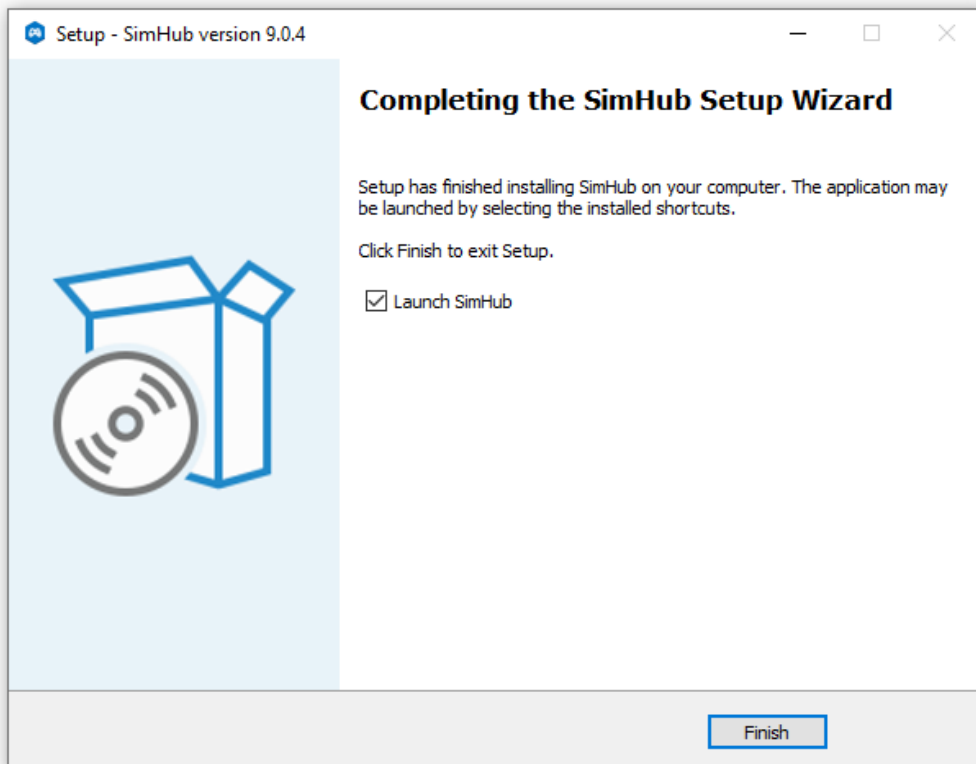 Setup - SimHub version 9.0.4
Completing the SimHub Setup Wizard
Setup has finished installing SimHub on your computer. The application may
be launched by selecting the installed shortcuts.
Click Finish to exit Setup.
Launch SimHub
Finish